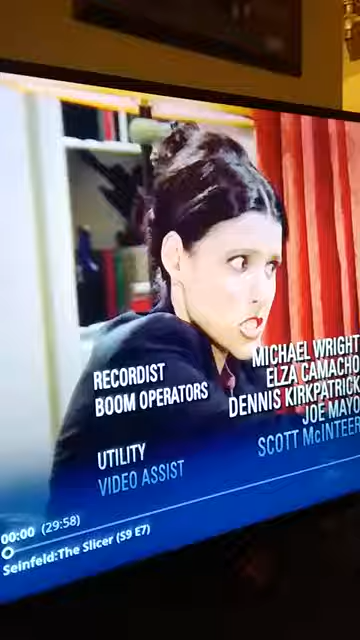 RECORDIST MICHAEL WRIGHT
BOOM OPERATORS ELZA CAMACHO
DENNIS KIRKPATRICK
UTILITY JOE MAYO
VIDEO ASSIST SCOTT McINTEER
00:00 (29:58)
Seinfeld:The Slicer (S9 E7)